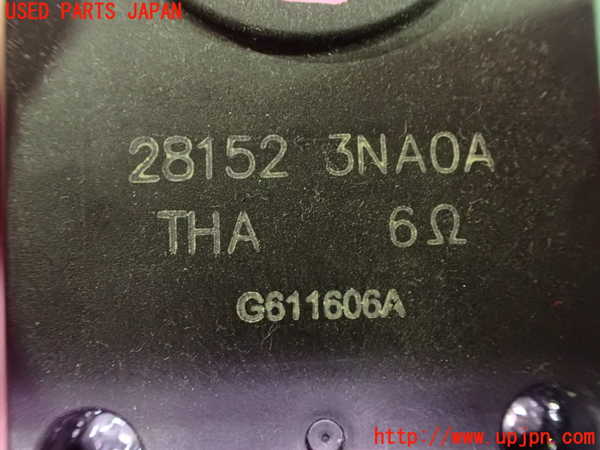 USED PARTS JAPAN
28152 3NA0A
THA 6Ω
G611606A
http://www.upjpn.com/